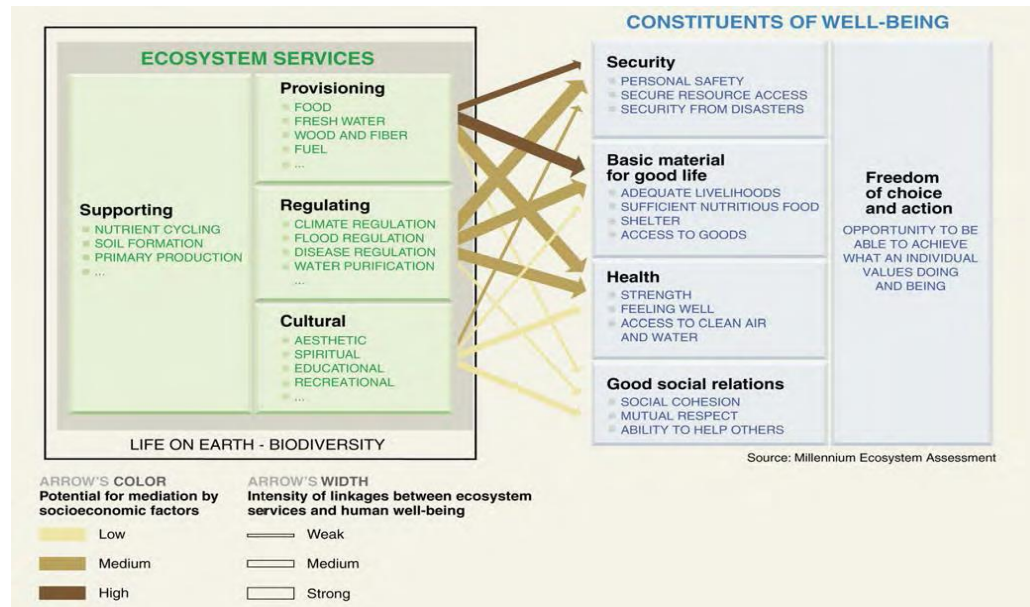 CONSTITUENTS OF WELL-BEING
ECOSYSTEM SERVICES
Supporting
NUTRIENT CYCLING
SOIL FORMATION
PRIMARY PRODUCTION
...
Provisioning
FOOD
FRESH WATER
WOOD AND FIBER
FUEL
...
Regulating
CLIMATE REGULATION
FLOOD REGULATION
DISEASE REGULATION
WATER PURIFICATION
...
Cultural
AESTHETIC
SPIRITUAL
EDUCATIONAL
RECREATIONAL
...
LIFE ON EARTH - BIODIVERSITY
Security
PERSONAL SAFETY
SECURE RESOURCE ACCESS
SECURITY FROM DISASTERS
Basic material
for good life
ADEQUATE LIVELIHOODS
SUFFICIENT NUTRITIOUS FOOD
SHELTER
ACCESS TO GOODS
Health
STRENGTH
FEELING WELL
ACCESS TO CLEAN AIR
AND WATER
Good social relations
SOCIAL COHESION
MUTUAL RESPECT
ABILITY TO HELP OTHERS
Freedom
of choice
and action
OPPORTUNITY TO BE
ABLE TO ACHIEVE
WHAT AN INDIVIDUAL
VALUES DOING
AND BEING
Source: Millennium Ecosystem Assessment
ARROW'S COLOR
Potential for mediation by
socioeconomic factors
Low
Medium
High
ARROW'S WIDTH
Intensity of linkages between ecosystem
services and human well-being
Weak
Medium
Strong